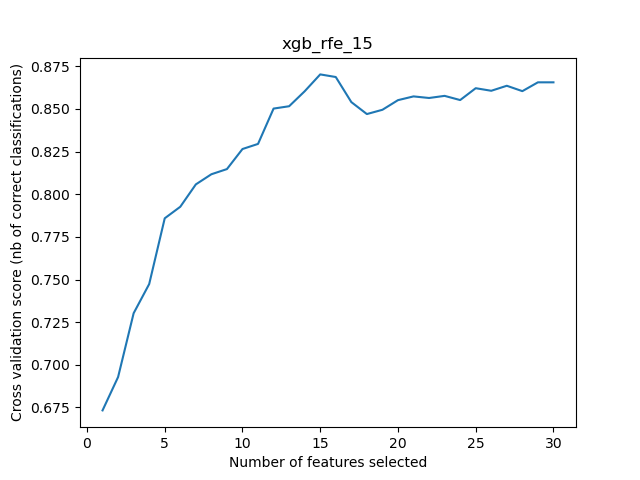 xgb_rfe_15
0.875
0.850
0.825
0.800
0.775
0.750
0.725
0.700
0.675
Cross validation score (nb of correct classifications)
0 5 10 15 20 25 30
Number of features selected